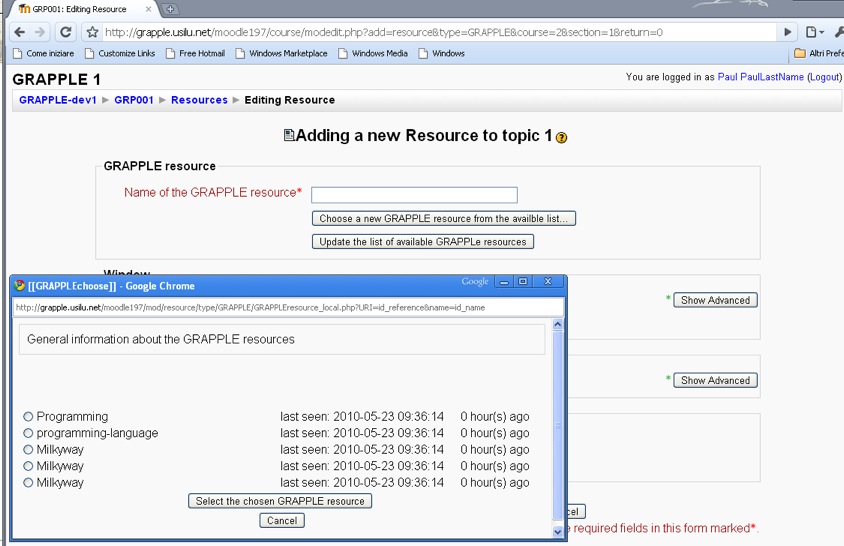 GRP001: Editing Resource
http://grapple.usilu.net/moodle197/course/modedit.php?add=resource&type=GRAPPLE&course=2&section=1&return=0
Come iniziare Customize Links Free Hotmail Windows Marketplace Windows Media Windows Altri Prefe
GRAPPLE 1 You are logged in as Paul PaulLastName (Logout)
GRAPPLE-dev1 ► GRP001 ► Resources ► Editing Resource
Adding a new Resource to topic 1
GRAPPLE resource
Name of the GRAPPLE resource*
Choose a new GRAPPLE resource from the availble list...
Update the list of available GRAPPLe resources
Window
* Show Advanced
* Show Advanced
[[GRAPPLEchoose]] - Google Chrome Google
http://grapple.usilu.net/moodle197/mod/resource/type/GRAPPLE/GRAPPLEresource_local.php?URI=id_reference&name=id_name
General information about the GRAPPLE resources
Programming last seen: 2010-05-23 09:36:14 0 hour(s) ago
programming-language last seen: 2010-05-23 09:36:14 0 hour(s) ago
Milkyway last seen: 2010-05-23 09:36:14 0 hour(s) ago
Milkyway last seen: 2010-05-23 09:36:14 0 hour(s) ago
Milkyway last seen: 2010-05-23 09:36:14 0 hour(s) ago
Select the chosen GRAPPLE resource
Cancel
cel
e required fields in this form marked*.